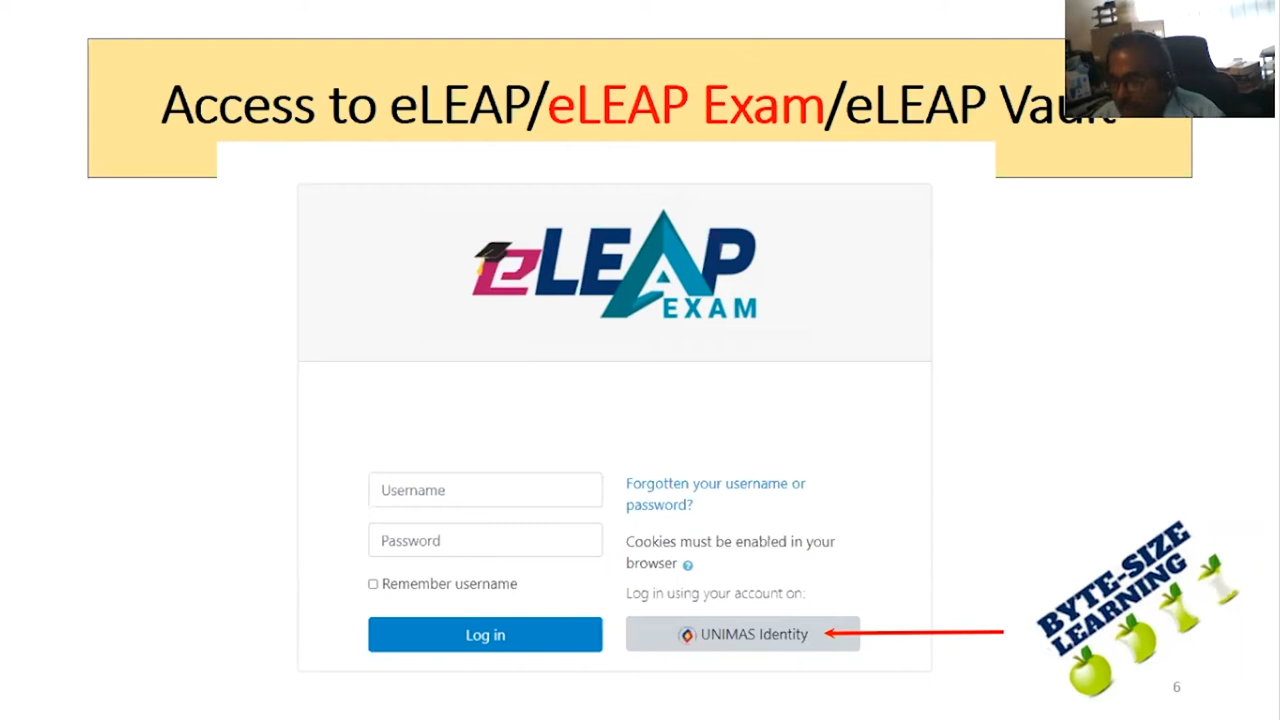 Access to eLEAP/eLEAP Exam/eLEAP Vault
eLEAP
EXAM
Username
Password
Remember username
Log in
Forgotten your username or
password?
Cookies must be enabled in your
browser ?
Log in using your account on:
UNIMAS Identity
BYTE-SIZE
LEARNING
6